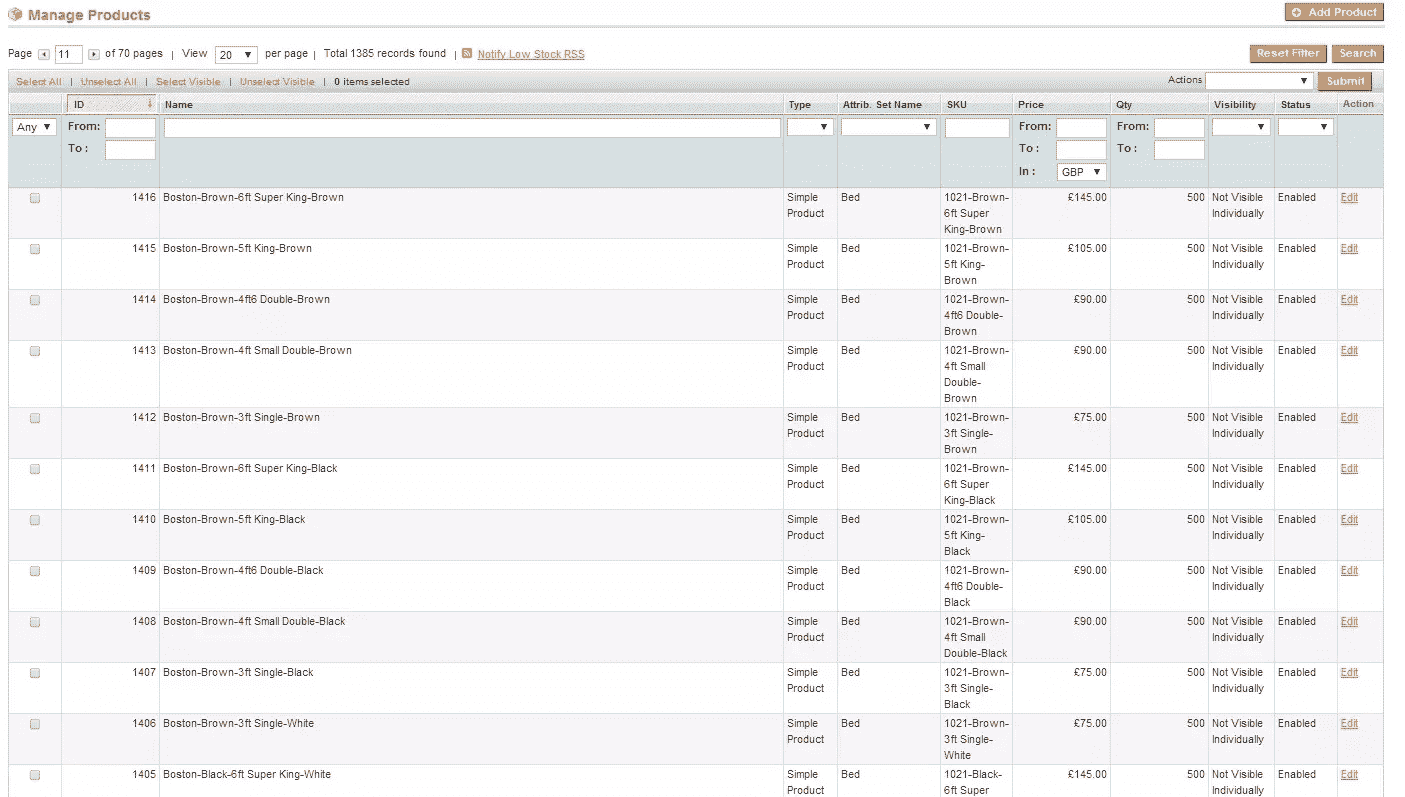 Manage Products
Add Product
Page 11 of 70 pages | View 20 per page | Total 1385 records found | Notify Low Stock RSS
Reset Filter Search
Select All | Unselect All | Select Visible | Unselect Visible | 0 items selected
Actions Submit
ID Name Type Attrib. Set Name SKU Price Qty Visibility Status Action
Any From: From: From:
To : To : To :
In : GBP
1416 Boston-Brown-6ft Super King-Brown Simple Bed 1021-Brown- £145.00 500 Not Visible Enabled Edit
Product 6ft Super Individually
King-Brown
1415 Boston-Brown-5ft King-Brown Simple Bed 1021-Brown- £105.00 500 Not Visible Enabled Edit
Product 5ft King- Individually
Brown
1414 Boston-Brown-4ft6 Double-Brown Simple Bed 1021-Brown- £90.00 500 Not Visible Enabled Edit
Product 4ft6 Double- Individually
Brown
1413 Boston-Brown-4ft Small Double-Brown Simple Bed 1021-Brown- £90.00 500 Not Visible Enabled Edit
Product 4ft Small Individually
Double-
Brown
1412 Boston-Brown-3ft Single-Brown Simple Bed 1021-Brown- £75.00 500 Not Visible Enabled Edit
Product 3ft Single- Individually
Brown
1411 Boston-Brown-6ft Super King-Black Simple Bed 1021-Brown- £145.00 500 Not Visible Enabled Edit
Product 6ft Super Individually
King-Black
1410 Boston-Brown-5ft King-Black Simple Bed 1021-Brown- £105.00 500 Not Visible Enabled Edit
Product 5ft King- Individually
Black
1409 Boston-Brown-4ft6 Double-Black Simple Bed 1021-Brown- £90.00 500 Not Visible Enabled Edit
Product 4ft6 Double- Individually
Black
1408 Boston-Brown-4ft Small Double-Black Simple Bed 1021-Brown- £90.00 500 Not Visible Enabled Edit
Product 4ft Small Individually
Double-Black
1407 Boston-Brown-3ft Single-Black Simple Bed 1021-Brown- £75.00 500 Not Visible Enabled Edit
Product 3ft Single- Individually
Black
1406 Boston-Brown-3ft Single-White Simple Bed 1021-Brown- £75.00 500 Not Visible Enabled Edit
Product 3ft Single- Individually
White
1405 Boston-Black-6ft Super King-White Simple Bed 1021-Black- £145.00 500 Not Visible Enabled Edit
Product 6ft Super Individually